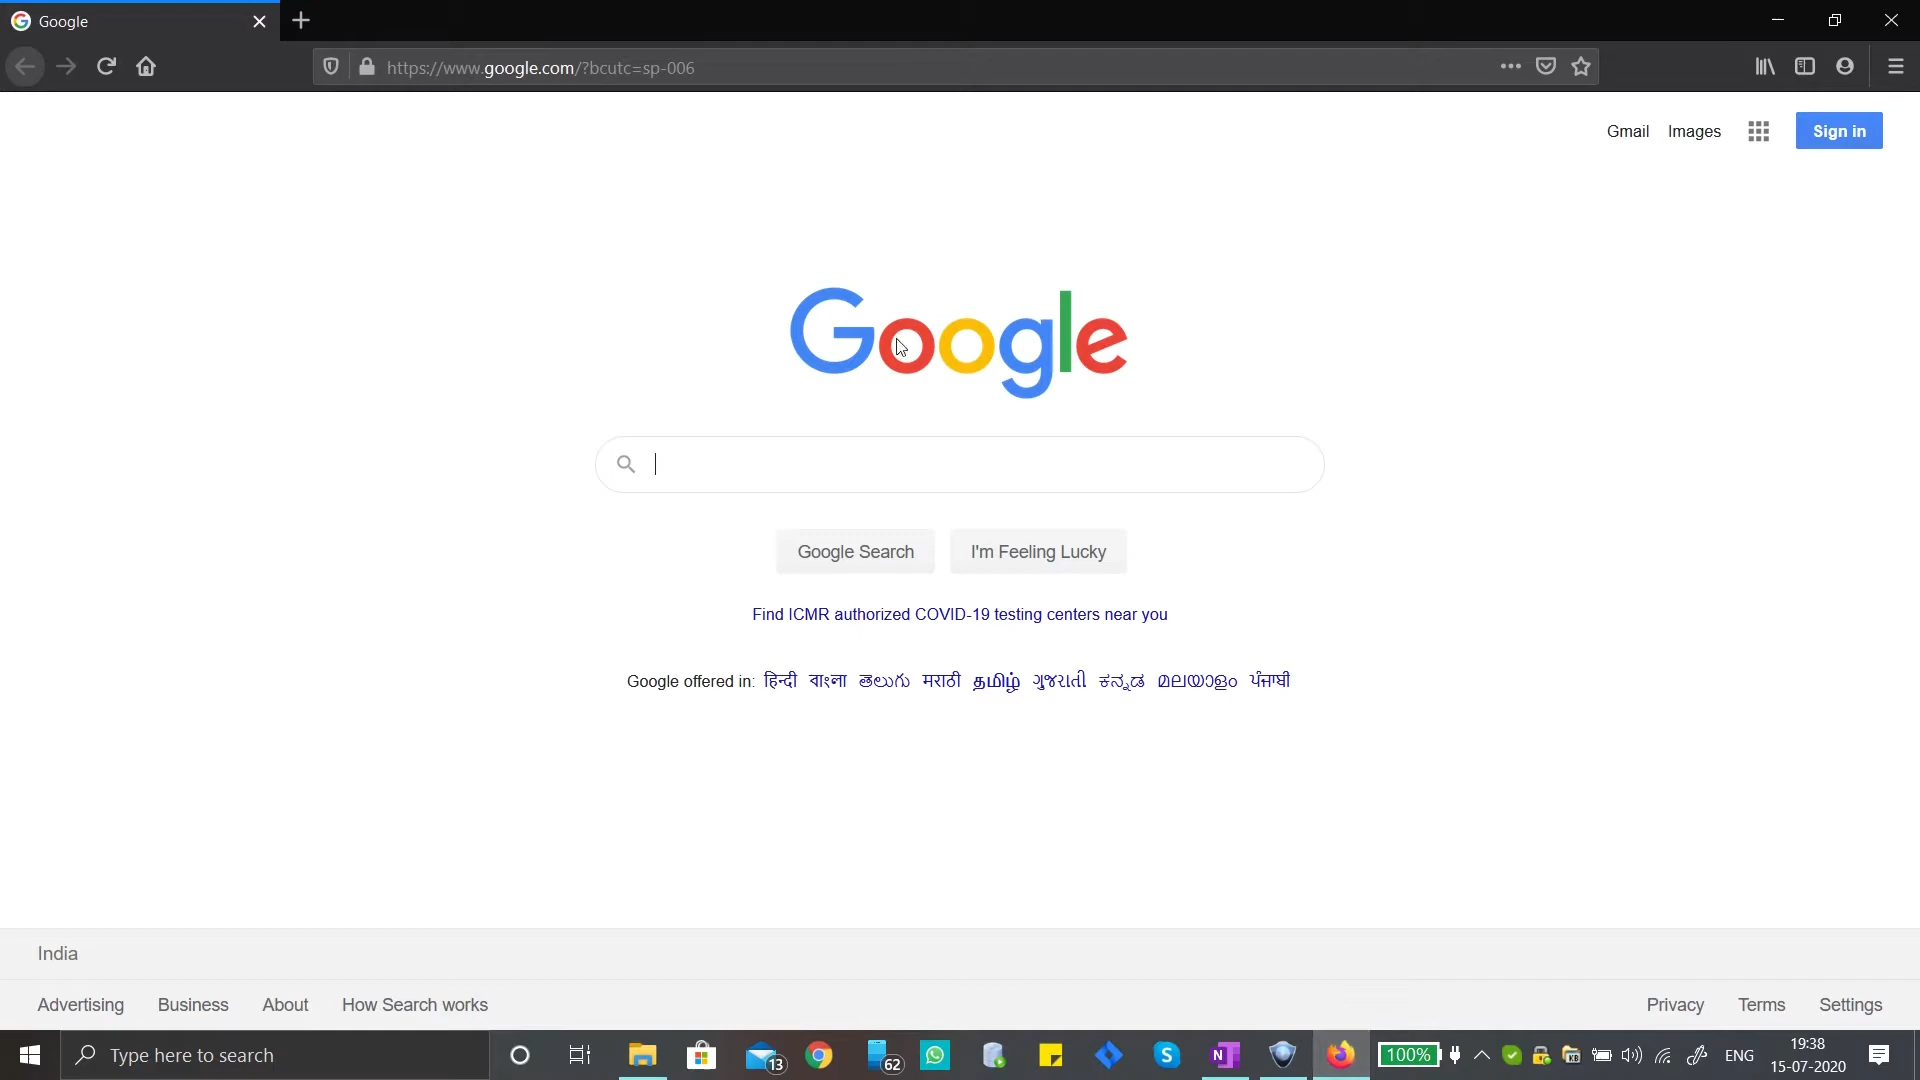 Google
https://www.google.com/?bcutc=sp-006
Gmail Images Sign in
Google
Google Search I'm Feeling Lucky
Find ICMR authorized COVID-19 testing centers near you
Google offered in: हिन्दी বাংলা తెలుగు मराठी தமிழ் ગુજરાતી ಕನ್ನಡ മലയാളം ਪੰਜਾਬੀ
India
Advertising Business About How Search works Privacy Terms Settings
Type here to search 13 62 100% ENG 19:38
15-07-2020